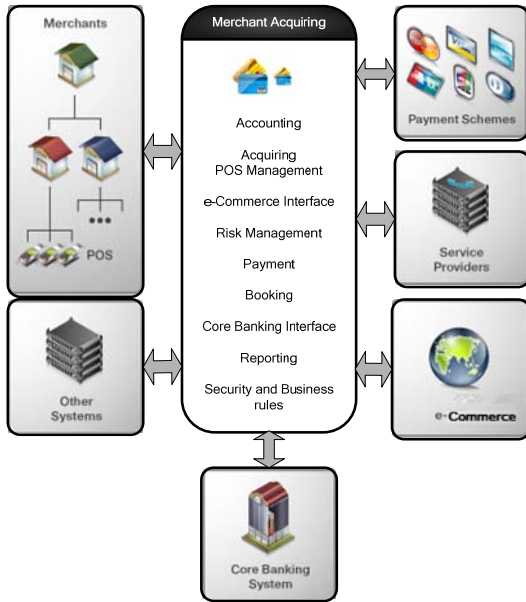 Merchants
POS
Other
Systems
Merchant Acquiring
Accounting
Acquiring
POS Management
e-Commerce Interface
Risk Management
Payment
Booking
Core Banking Interface
Reporting
Security and Business
rules
VISA
Payment Schemes
Service
Providers
e-Commerce
Core Banking
System